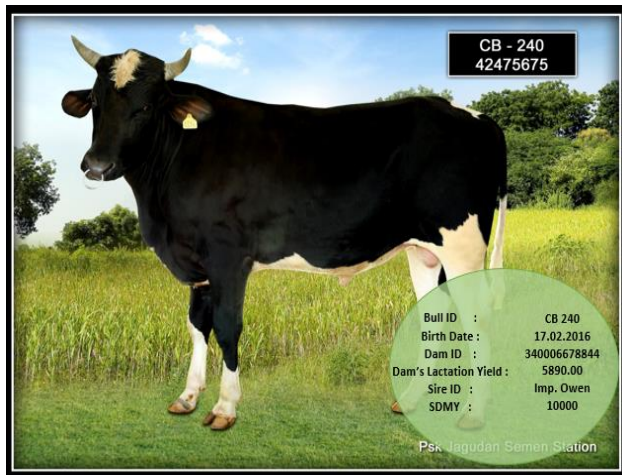 CB - 240
42475675
Bull ID : CB 240
Birth Date : 17.02.2016
Dam ID : 340006678844
Dam's Lactation Yield : 5890.00
Sire ID : Imp. Owen
SDMY : 10000
Psk Jagudan Semen Station